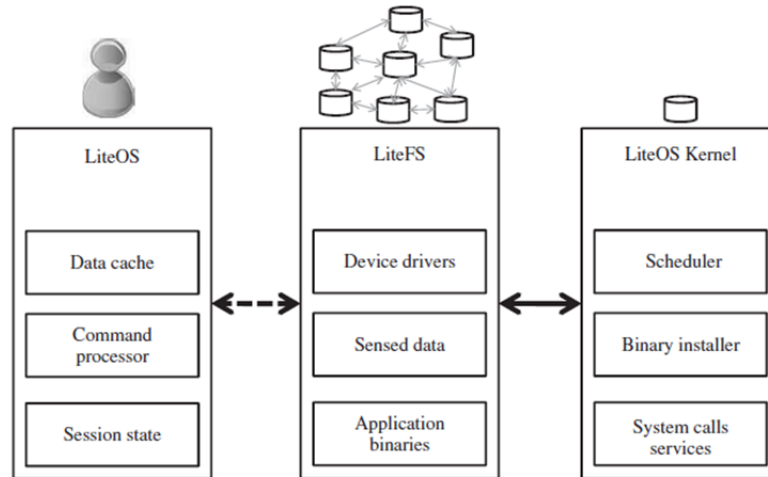 LiteOS
Data cache
Command
processor
Session state
LiteFS
Device drivers
Sensed data
Application
binaries
LiteOS Kernel
Scheduler
Binary installer
System calls
services